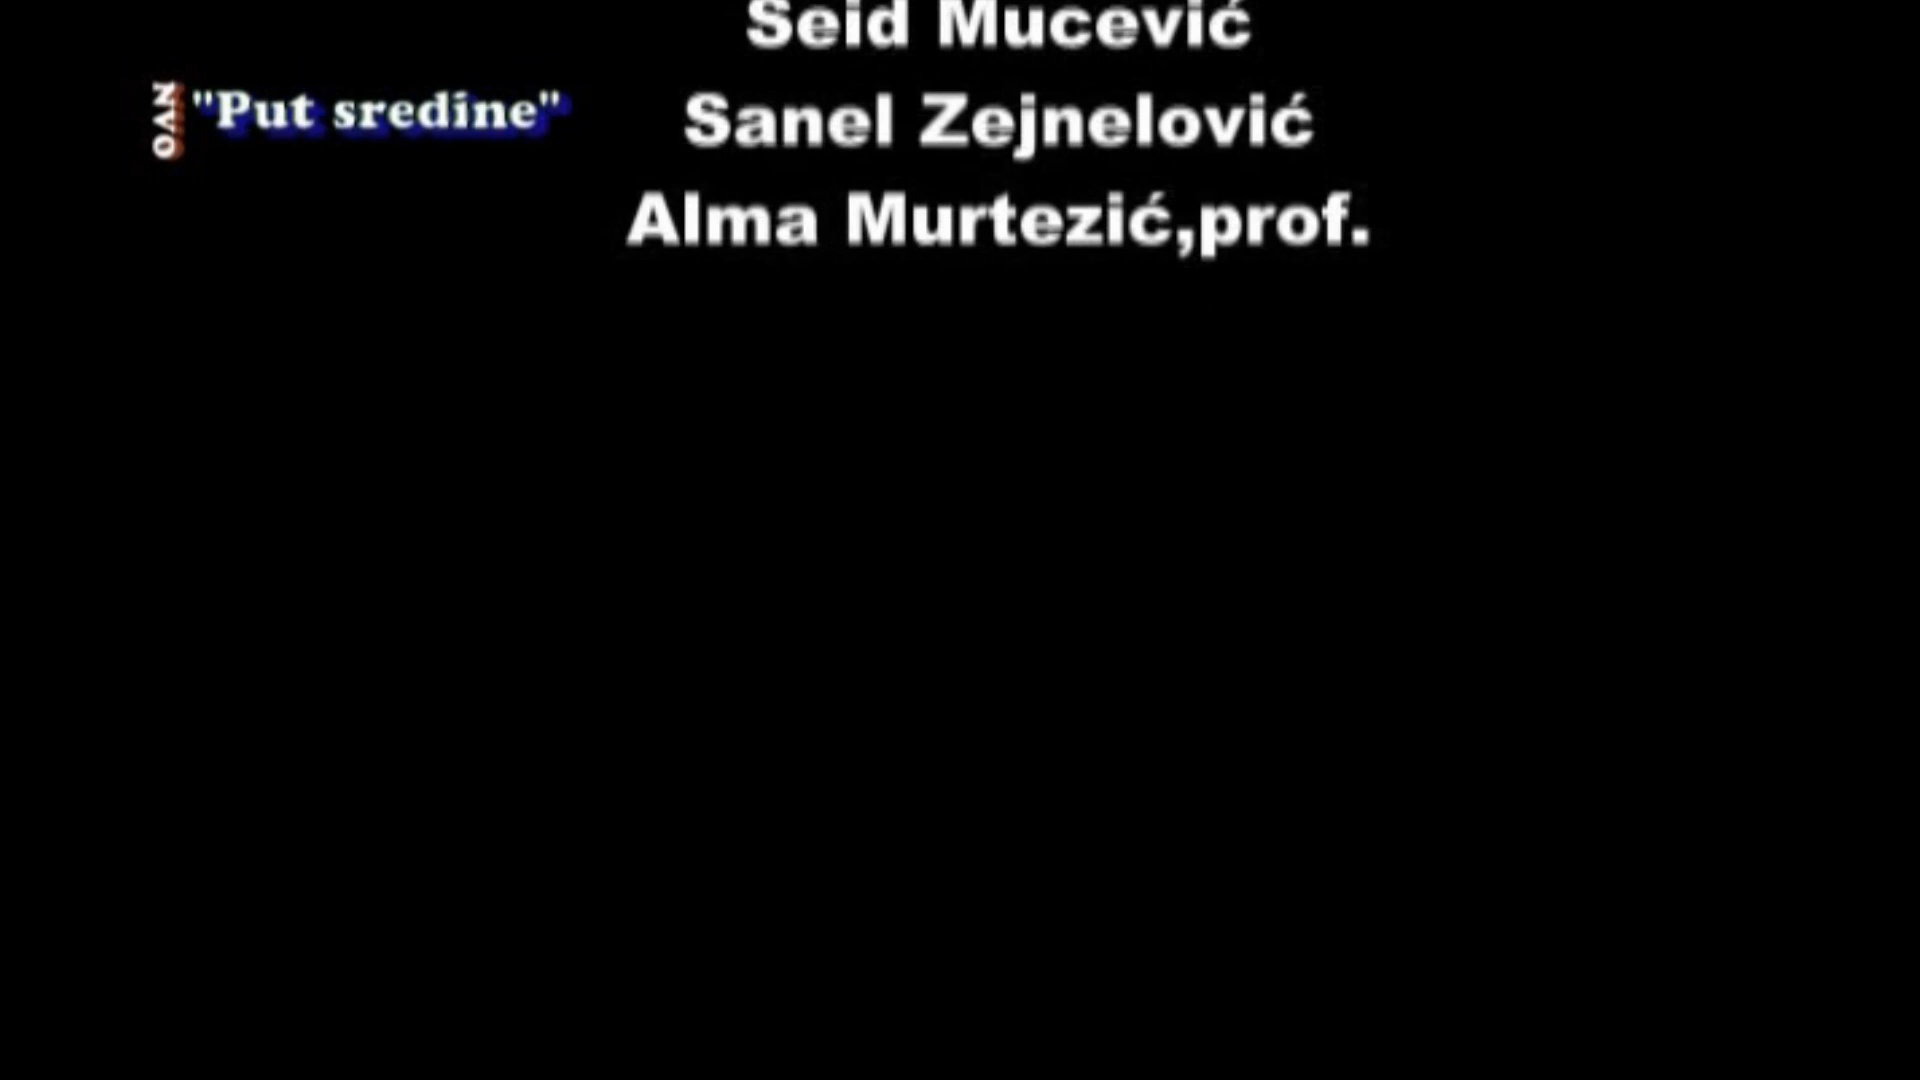 Seid Mucević
NVO "Put sredine"
Sanel Zejnelović
Alma Murtezić,prof.